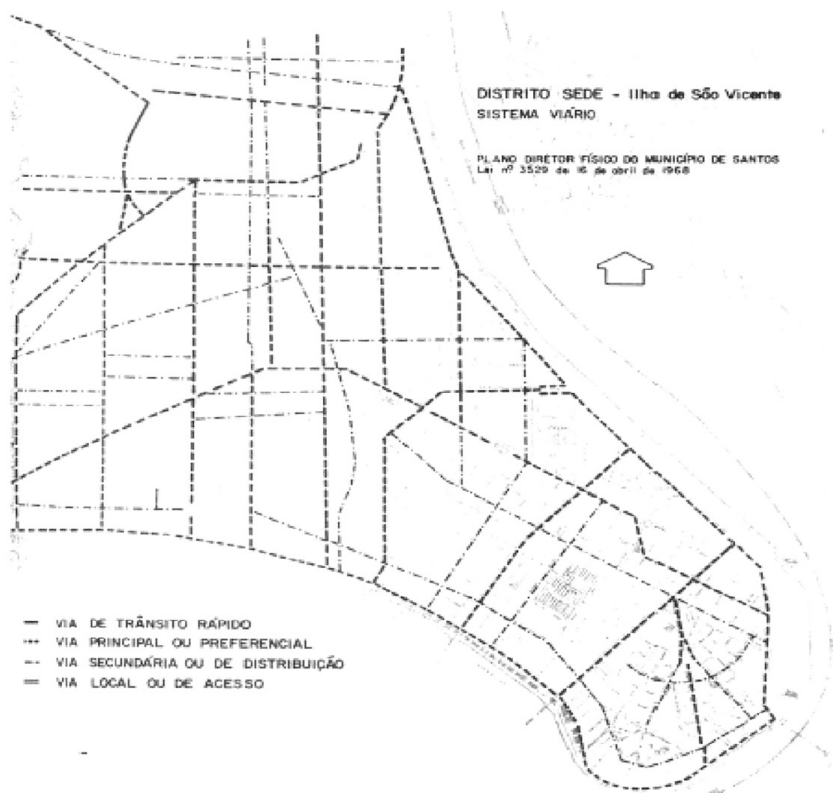 DISTRITO SEDE - Ilha de São Vicente
SISTEMA VIÁRIO
PLANO DIRETOR FÍSICO DO MUNICÍPIO DE SANTOS
Lei nº 3529 de 16 de abril de 1968
VIA DE TRÂNSITO RÁPIDO
VIA PRINCIPAL OU PREFERENCIAL
VIA SECUNDÁRIA OU DE DISTRIBUIÇÃO
VIA LOCAL OU DE ACESSO